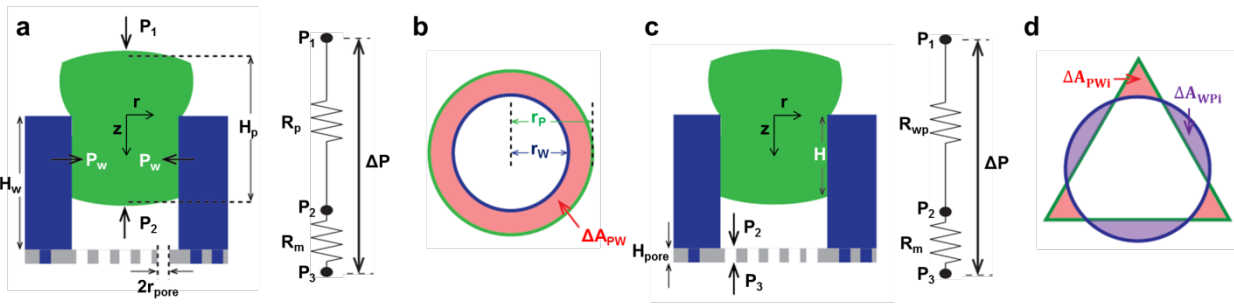 a
P1
Hp
r
z
Pw
Pw
Hw
P2
2rpore
P1
Rp
ΔP
P2
Rm
P3
b
rP
rW
ΔAPW
c
r
z
H
P2
Hpore
P3
P1
Rwp
ΔP
P2
Rm
P3
d
ΔAPWi
ΔAWPi